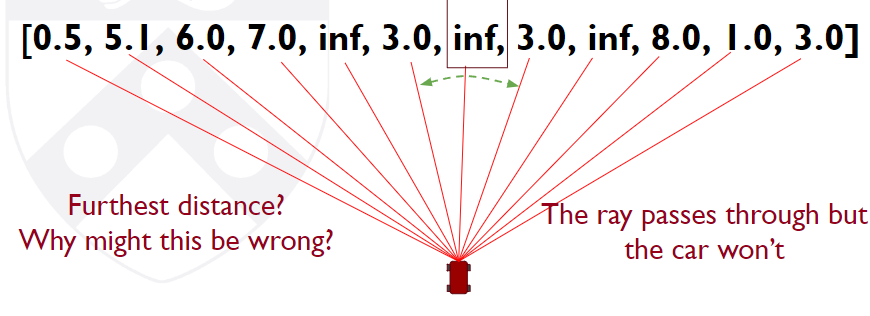 [0.5, 5.1, 6.0, 7.0, inf, 3.0, inf, 3.0, inf, 8.0, 1.0, 3.0]
Furthest distance?
Why might this be wrong?
The ray passes through but
the car won't